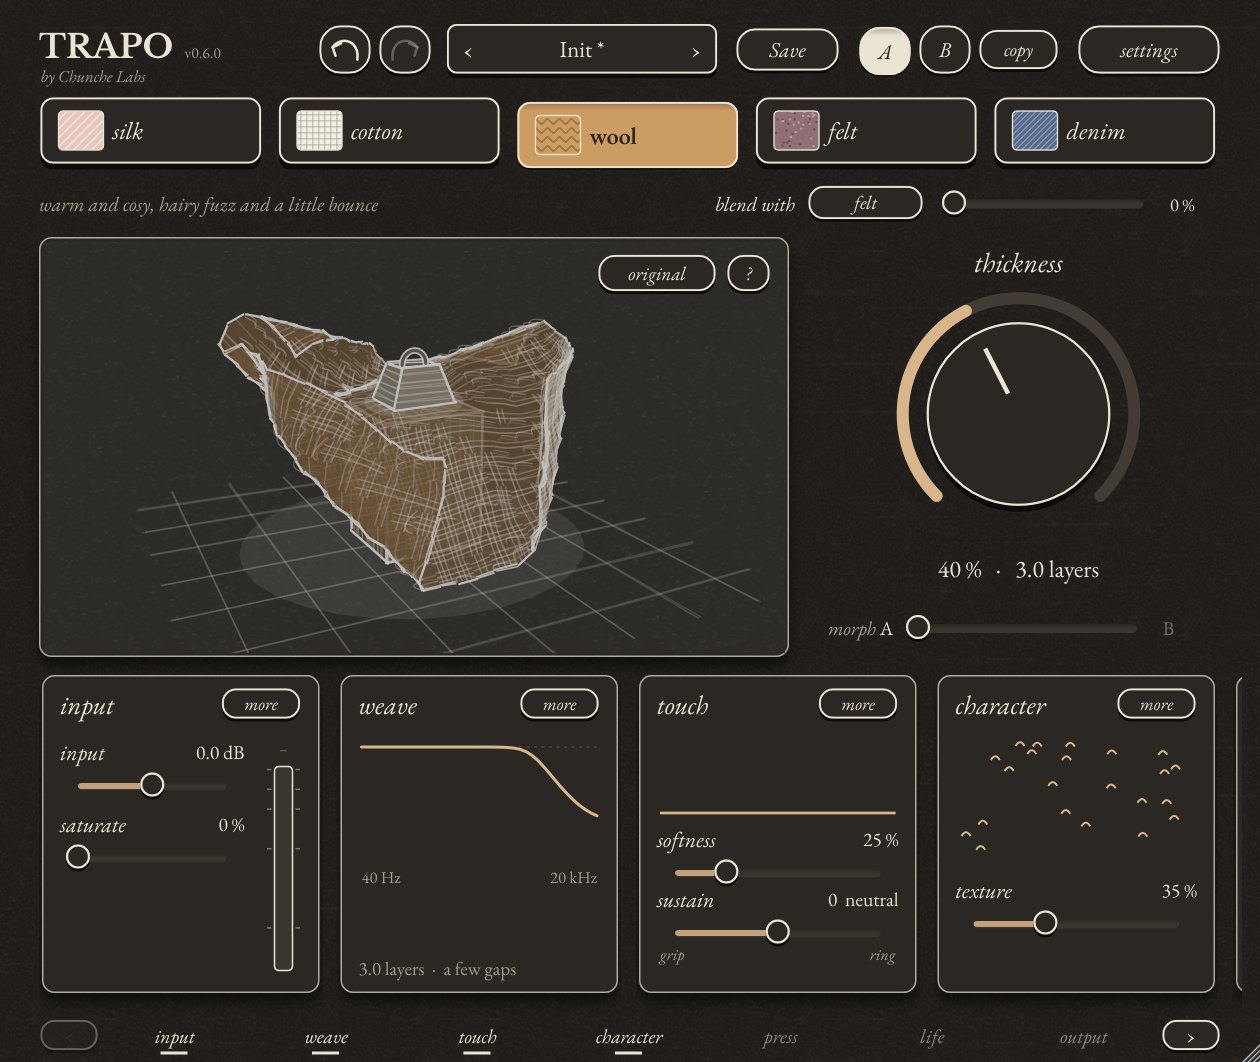 TRAPO v0.6.0
by Chunche Labs
‹ Init * ›
Save
A
B
copy
settings
silk
cotton
wool
felt
denim
warm and cosy, hairy fuzz and a little bounce
blend with
felt
0 %
original
?
thickness
40 % · 3.0 layers
morph A
B
input
more
input 0.0 dB
saturate 0 %
weave
more
40 Hz 20 kHz
3.0 layers · a few gaps
touch
more
softness 25 %
sustain 0 neutral
grip ring
character
more
texture 35 %
input weave touch character press life output ›